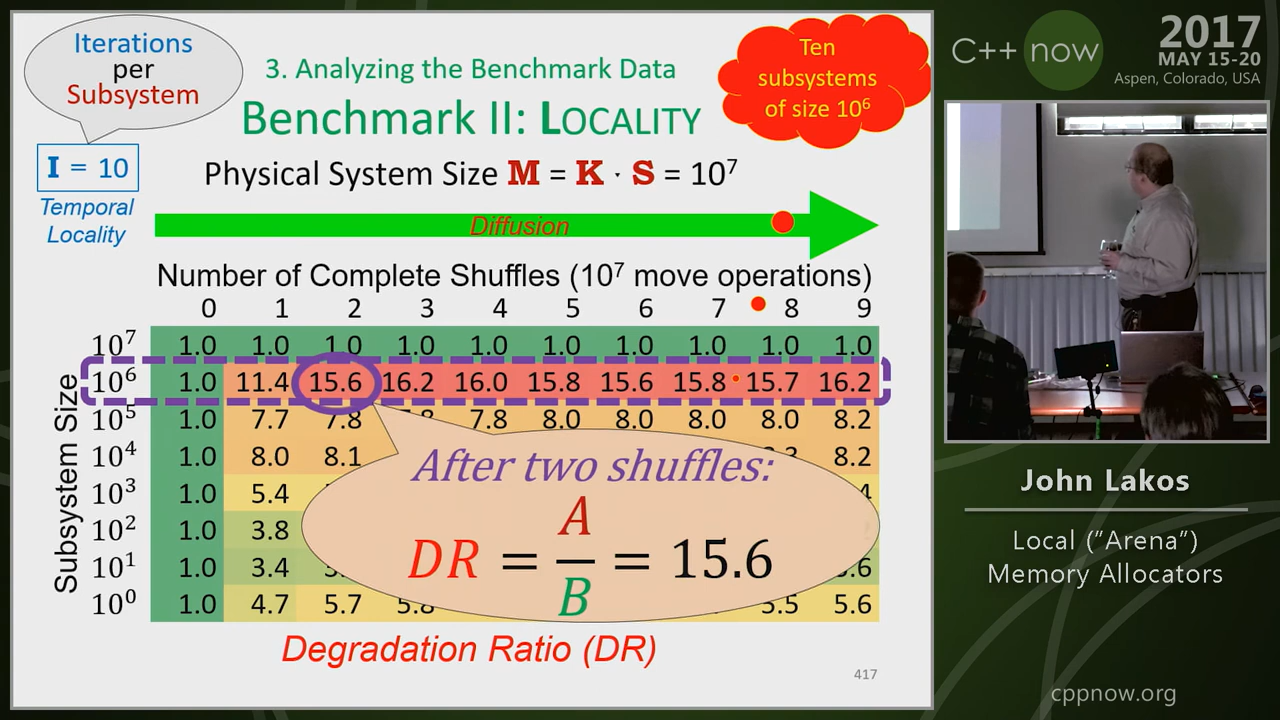 Iterations
per
Subsystem
I = 10
Temporal
Locality
3. Analyzing the Benchmark Data
Benchmark II: LOCALITY
Ten
subsystems
of size 10⁶
Physical System Size M = K · S = 10⁷
Diffusion
Number of Complete Shuffles (10⁷ move operations)
0 1 2 3 4 5 6 7 8 9
Subsystem Size
10⁷ 1.0 1.0 1.0 1.0 1.0 1.0 1.0 1.0 1.0 1.0
10⁶ 1.0 11.4 15.6 16.2 16.0 15.8 15.6 15.8 15.7 16.2
10⁵ 1.0 7.7 7.8 7.8 8.0 8.0 8.0 8.0 8.2
10⁴ 1.0 8.0 8.1 8.2
10³ 1.0 5.4
10² 1.0 3.8
10¹ 1.0 3.4
10⁰ 1.0 4.7 5.7 5.8 5.6
After two shuffles:
DR = A/B = 15.6
Degradation Ratio (DR)
417
C++ now
2017
MAY 15-20
Aspen, Colorado, USA
John Lakos
Local ("Arena")
Memory Allocators
cppnow.org